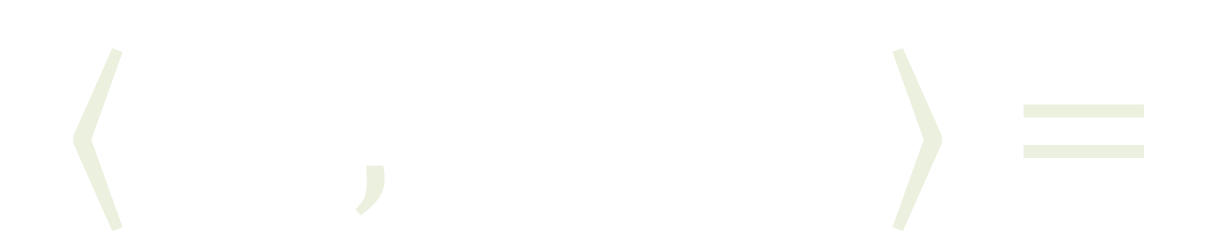 ⟨ , ⟩ =